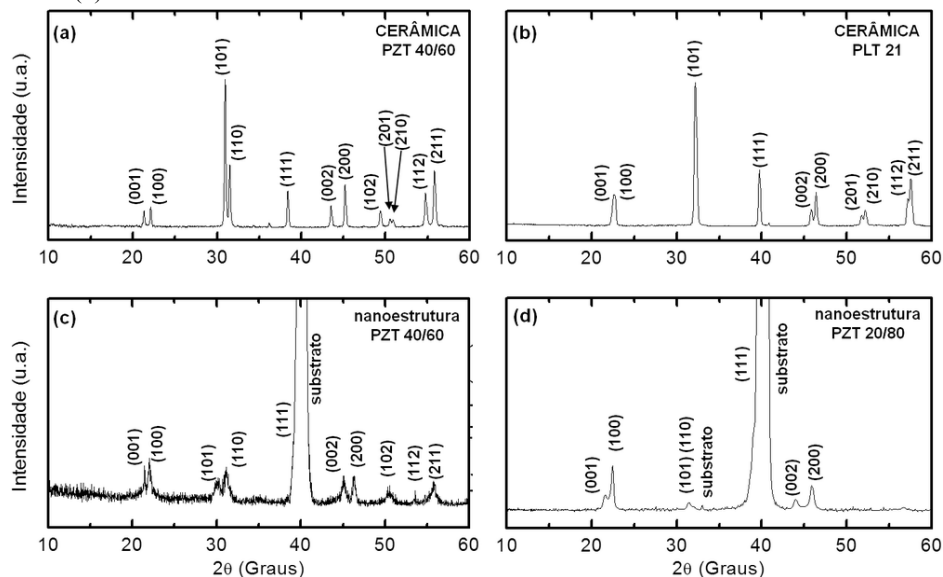 (a)
CERÂMICA
PZT 40/60
(001)
(100)
(101)
(110)
(111)
(002)
(200)
(102)
(201)
(210)
(112)
(211)
Intensidade (u.a.)
10 20 30 40 50 60
(b)
CERÂMICA
PLT 21
(001)
(100)
(101)
(111)
(002)
(200)
(201)
(210)
(112)
(211)
10 20 30 40 50 60
(c)
nanoestrutura
PZT 40/60
(001)
(100)
(101)
(110)
(111)
substrato
(002)
(200)
(102)
(112)
(211)
Intensidade (u.a.)
10 20 30 40 50 60
2θ (Graus)
(d)
nanoestrutura
PZT 20/80
(001)
(100)
(101) (110)
substrato
(111)
substrato
(002)
(200)
10 20 30 40 50 60
2θ (Graus)